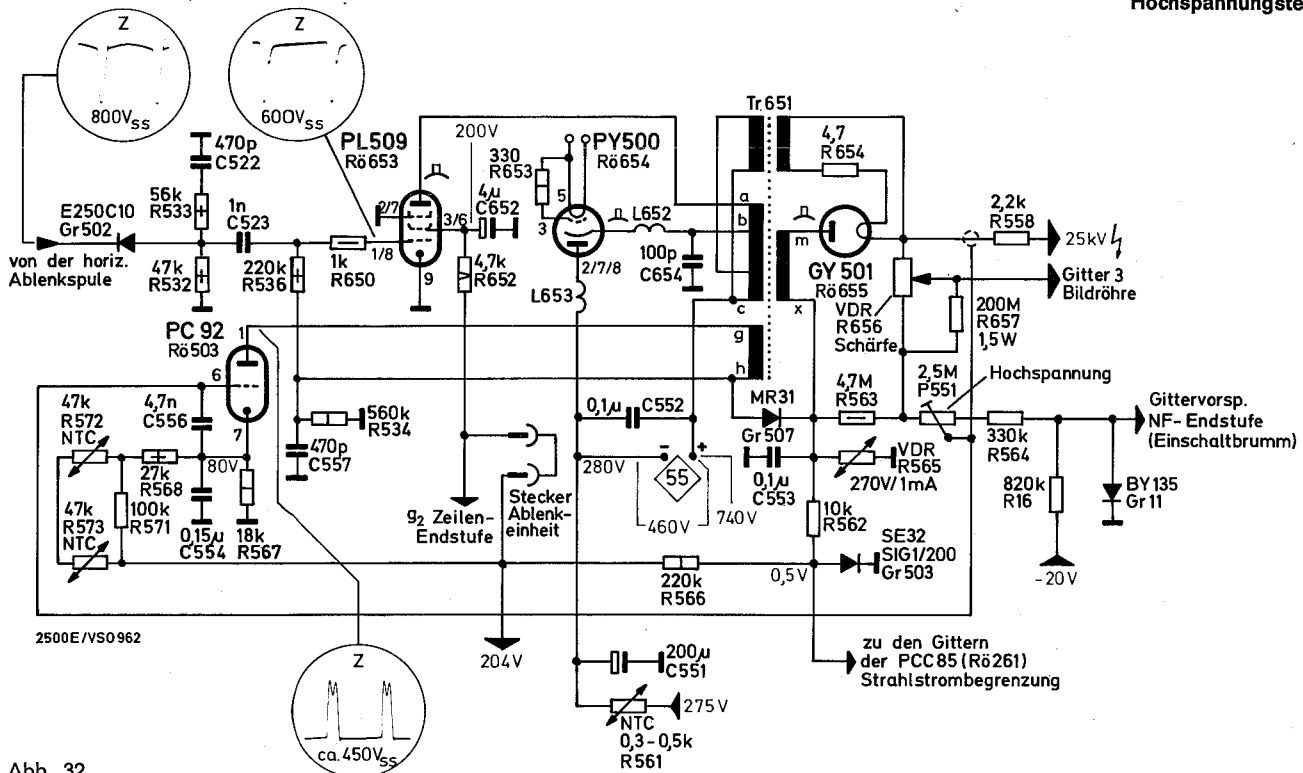 Hochspannungste
Z
800Vss
Z
600Vss
470p
C522
56k
R533
E250C10
Gr502
von der horiz.
Ablenkspule
47k
R532
1n
C523
220k
R536
1k
R650
PL509
Rö653
2/7
1/8
3/6
9
200V
4µ
C652
4,7k
R652
330
R653
PY500
Rö654
5
3
2/7/8
L652
100p
C654
L653
Tr.651
a
b
c
g
h
m
x
4,7
R654
GY 501
Rö655
2,2k
R558
25kV
Gitter 3
Bildröhre
VDR
R656
Schärfe
200M
R657
1,5W
PC 92
Rö503
1
6
7
47k
R572
NTC
4,7n
C556
27k
R568
80V
47k
R573
NTC
100k
R571
0,15µ
C554
18k
R567
560k
R534
470p
C557
g2 Zeilen-
Endstufe
Stecker
Ablenk-
einheit
0,1µ
C552
280V
-
+
55
460V
740V
MR31
Gr507
0,1µ
C553
4,7M
R563
VDR
R565
270V/1mA
10k
R562
2,5M
P551
Hochspannung
330k
R564
Gittervorsp.
NF-Endstufe
(Einschaltbrumm)
820k
R16
BY135
Gr11
-20V
SE32
SIG1/200
Gr503
0,5V
220k
R566
2500E/VSO962
204V
200µ
C551
275V
NTC
0,3-0,5k
R561
zu den Gittern
der PCC85 (Rö261)
Strahlstrombegrenzung
Z
ca.450Vss
Abb. 32